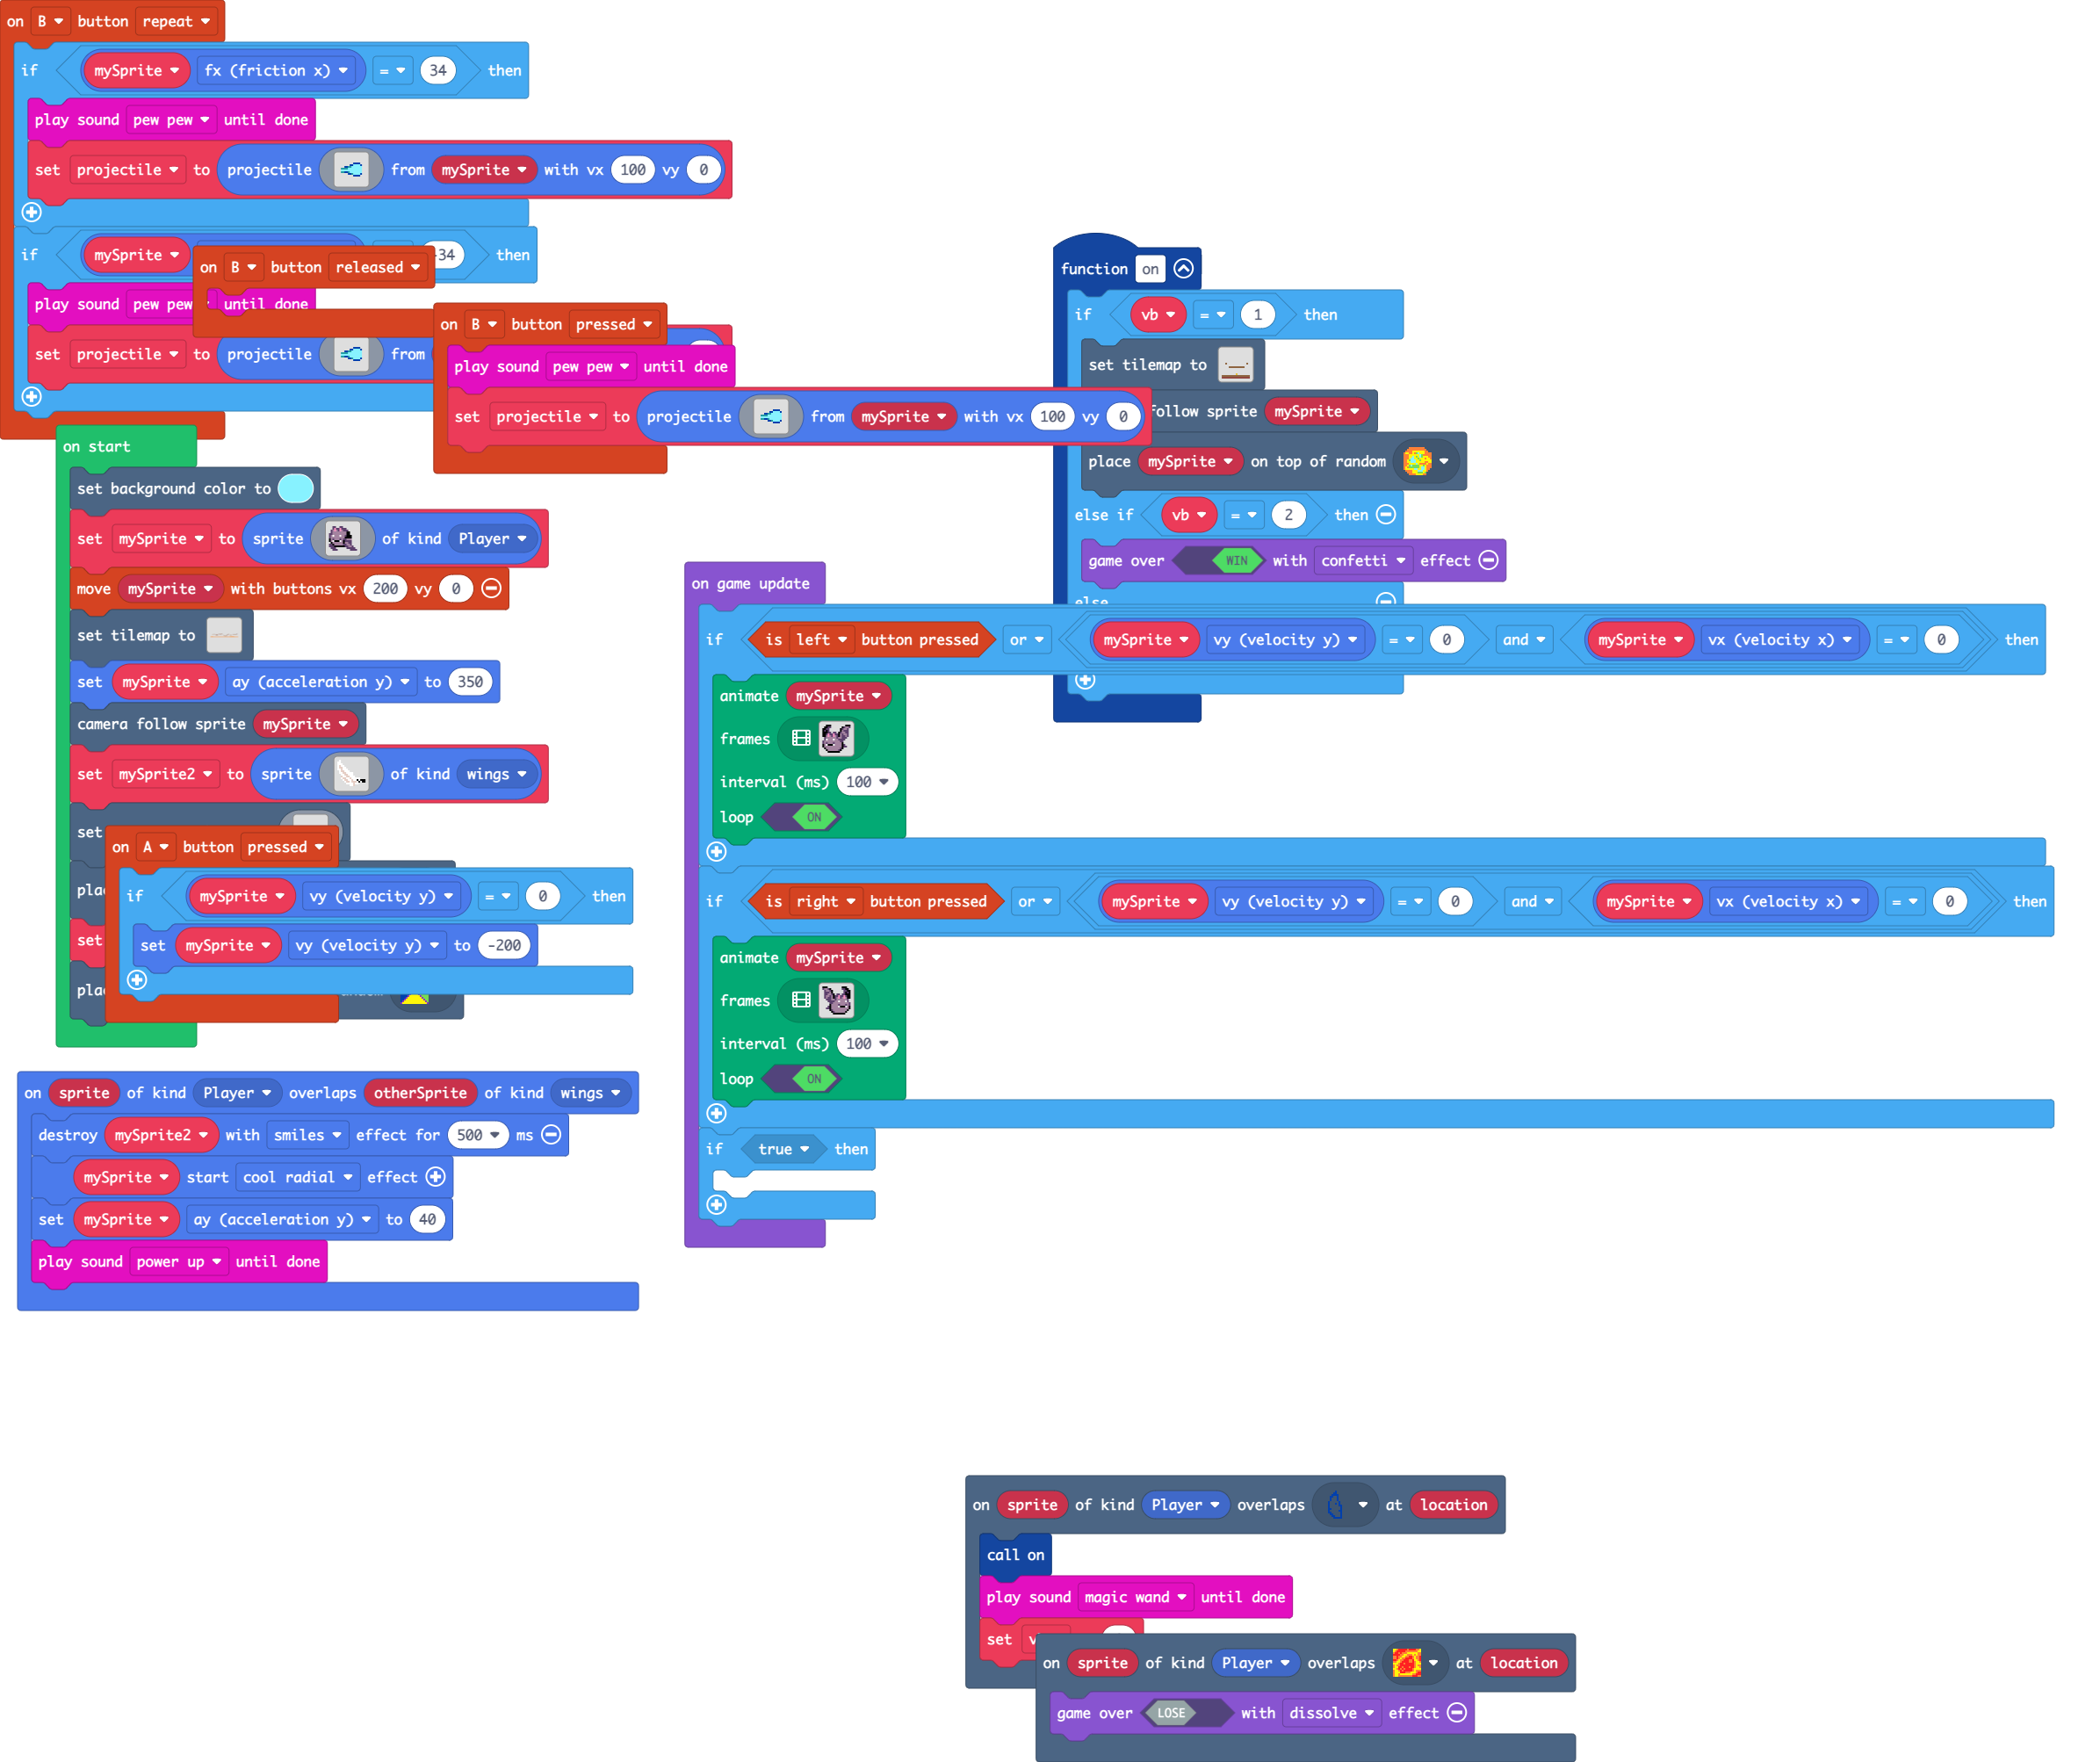 on B button repeat
if mySprite fx (friction x) = 34 then
play sound pew pew until done
set projectile to projectile from mySprite with vx 100 vy 0
if mySprite 34 then
on B button released
play sound pew pew until done
set projectile to projectile from
on B button pressed
play sound pew pew until done
set projectile to projectile from mySprite with vx 100 vy 0
function on
if vb = 1 then
set tilemap to
follow sprite mySprite
place mySprite on top of random
else if vb = 2 then
game over WIN with confetti effect
else
on start
set background color to
set mySprite to sprite of kind Player
move mySprite with buttons vx 200 vy 0
set tilemap to
set mySprite ay (acceleration y) to 350
camera follow sprite mySprite
set mySprite2 to sprite of kind wings
set
set
on A button pressed
if mySprite vy (velocity y) = 0 then
set mySprite vy (velocity y) to -200
on game update
if is left button pressed or mySprite vy (velocity y) = 0 and mySprite vx (velocity x) = 0 then
animate mySprite
frames
interval (ms) 100
loop ON
if is right button pressed or mySprite vy (velocity y) = 0 and mySprite vx (velocity x) = 0 then
animate mySprite
frames
interval (ms) 100
loop ON
if true then
on sprite of kind Player overlaps otherSprite of kind wings
destroy mySprite2 with smiles effect for 500 ms
mySprite start cool radial effect
set mySprite ay (acceleration y) to 40
play sound power up until done
on sprite of kind Player overlaps at location
call on
play sound magic wand until done
set
on sprite of kind Player overlaps at location
game over LOSE with dissolve effect